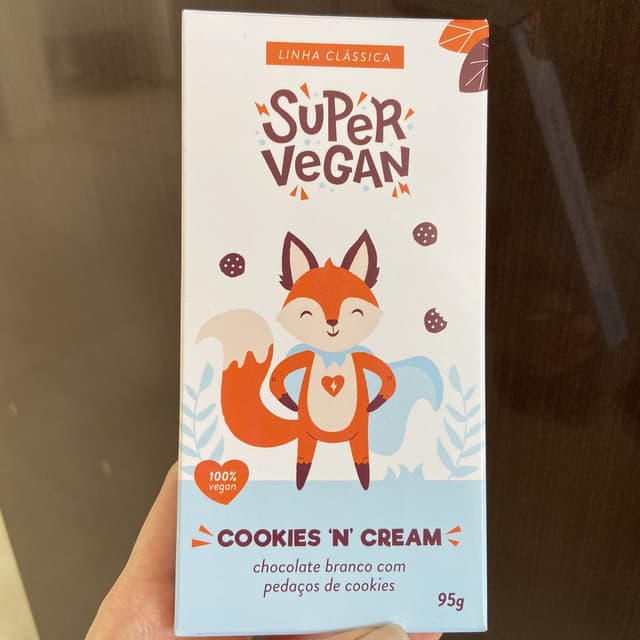 LINHA CLÁSSICA
SUPER
VEGAN
100%
vegan
COOKIES 'N' CREAM
chocolate branco com
pedaços de cookies
95g